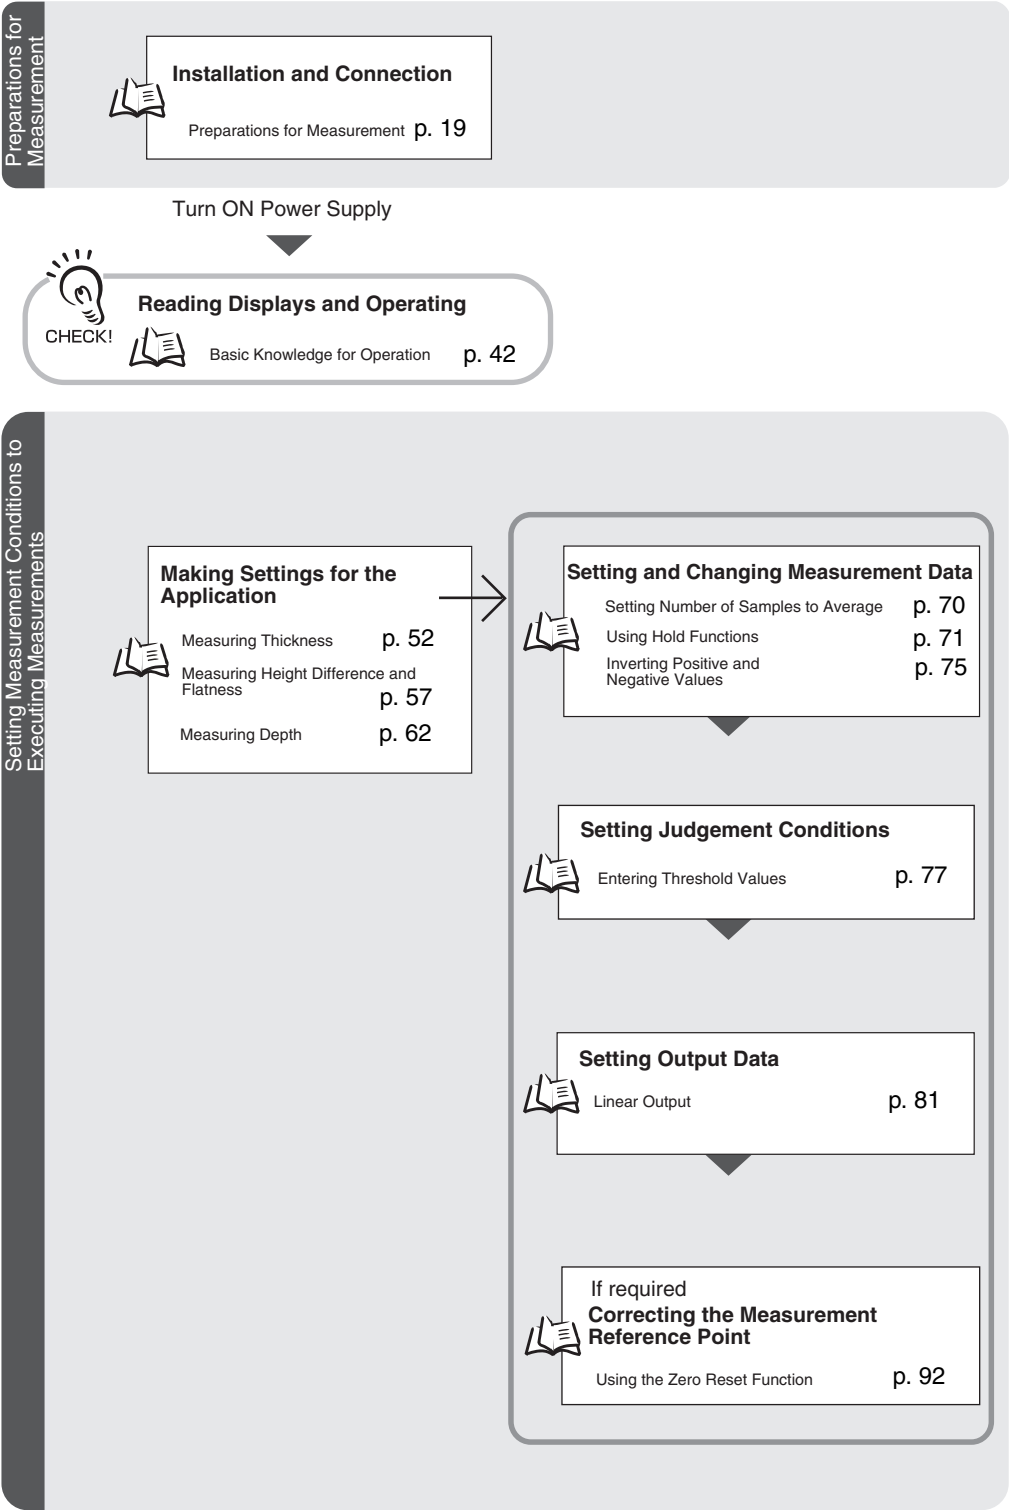 Preparations for
Measurement
Installation and Connection
Preparations for Measurement p. 19
Turn ON Power Supply
CHECK!
Reading Displays and Operating
Basic Knowledge for Operation p. 42
Setting Measurement Conditions to
Executing Measurements
Making Settings for the
Application
Measuring Thickness p. 52
Measuring Height Difference and
Flatness
p. 57
Measuring Depth p. 62
Setting and Changing Measurement Data
Setting Number of Samples to Average p. 70
Using Hold Functions p. 71
Inverting Positive and
Negative Values p. 75
Setting Judgement Conditions
Entering Threshold Values p. 77
Setting Output Data
Linear Output p. 81
If required
Correcting the Measurement
Reference Point
Using the Zero Reset Function p. 92